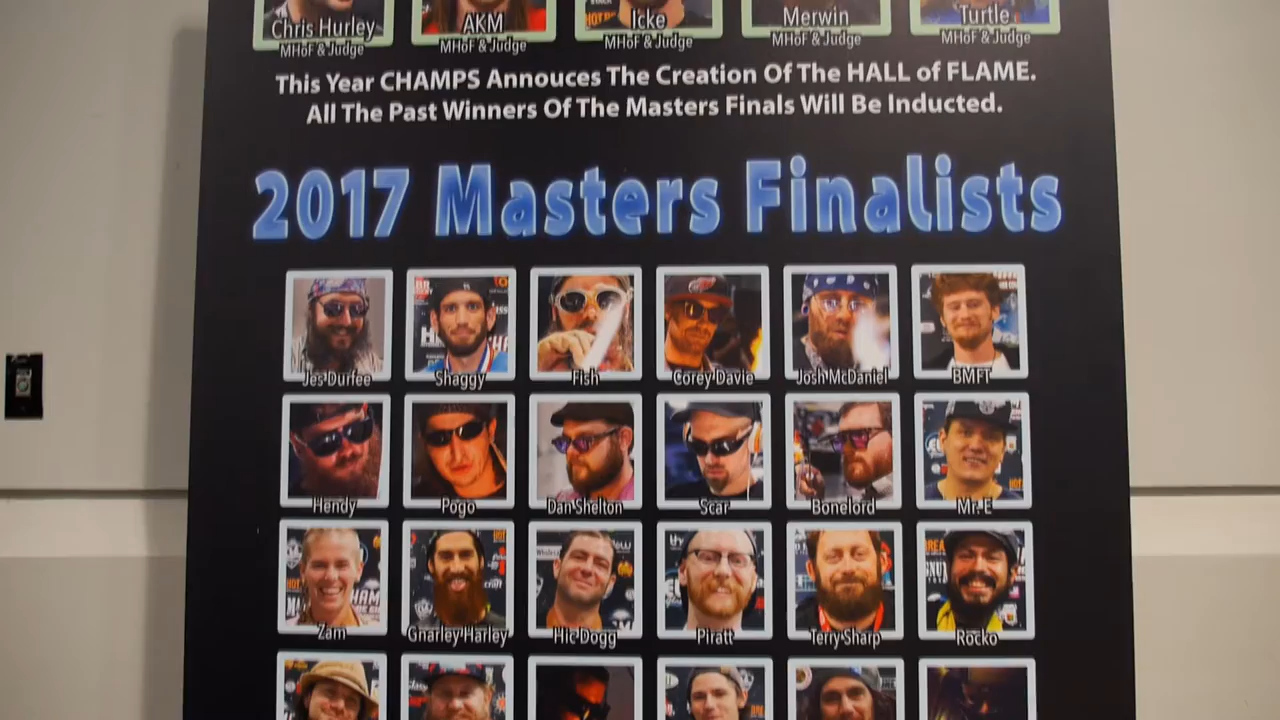 Chris Hurley AKM Icke Merwin Turtle
MHoF & Judge MHoF & Judge MHoF & Judge MHoF & Judge MHoF & Judge
This Year CHAMPS Annouces The Creation Of The HALL of FLAME.
All The Past Winners Of The Masters Finals Will Be Inducted.
2017 Masters Finalists
Jes Durfee Shaggy Fish Corey Davie Josh McDaniel BMFT
Hendy Pogo Dan Shelton Scar Bonelord Mr. E
Zam Gnarley Harley Hic Dogg Piratt Terry Sharp Rocko